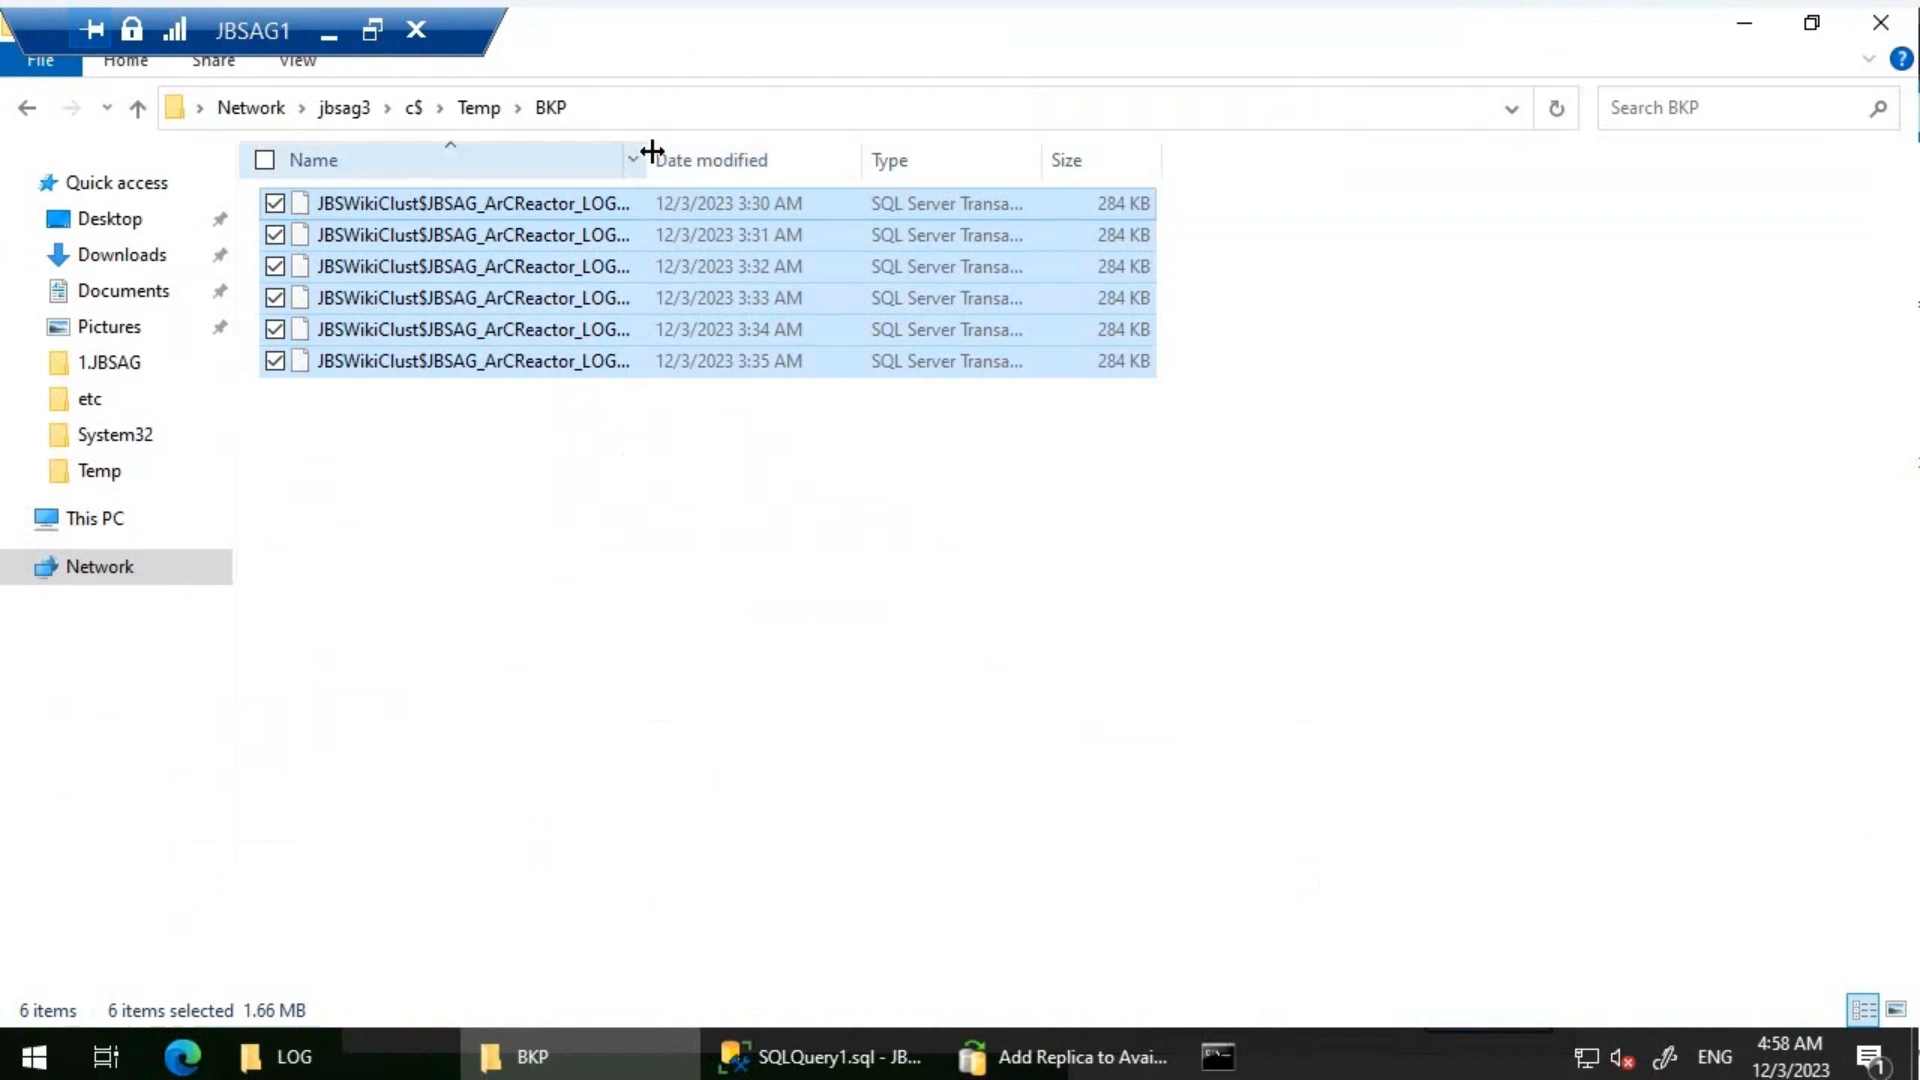 JBSAG1
File Home Share View
Network jbsag3 c$ Temp BKP
Search BKP
Name Date modified Type Size
Quick access
Desktop
Downloads
Documents
Pictures
1.JBSAG
etc
System32
Temp
This PC
Network
JBSWikiClust$JBSAG_ArCReactor_LOG... 12/3/2023 3:30 AM SQL Server Transa... 284 KB
JBSWikiClust$JBSAG_ArCReactor_LOG... 12/3/2023 3:31 AM SQL Server Transa... 284 KB
JBSWikiClust$JBSAG_ArCReactor_LOG... 12/3/2023 3:32 AM SQL Server Transa... 284 KB
JBSWikiClust$JBSAG_ArCReactor_LOG... 12/3/2023 3:33 AM SQL Server Transa... 284 KB
JBSWikiClust$JBSAG_ArCReactor_LOG... 12/3/2023 3:34 AM SQL Server Transa... 284 KB
JBSWikiClust$JBSAG_ArCReactor_LOG... 12/3/2023 3:35 AM SQL Server Transa... 284 KB
6 items 6 items selected 1.66 MB
LOG BKP SQLQuery1.sql - JB... Add Replica to Avai... ENG
4:58 AM
12/3/2023
1